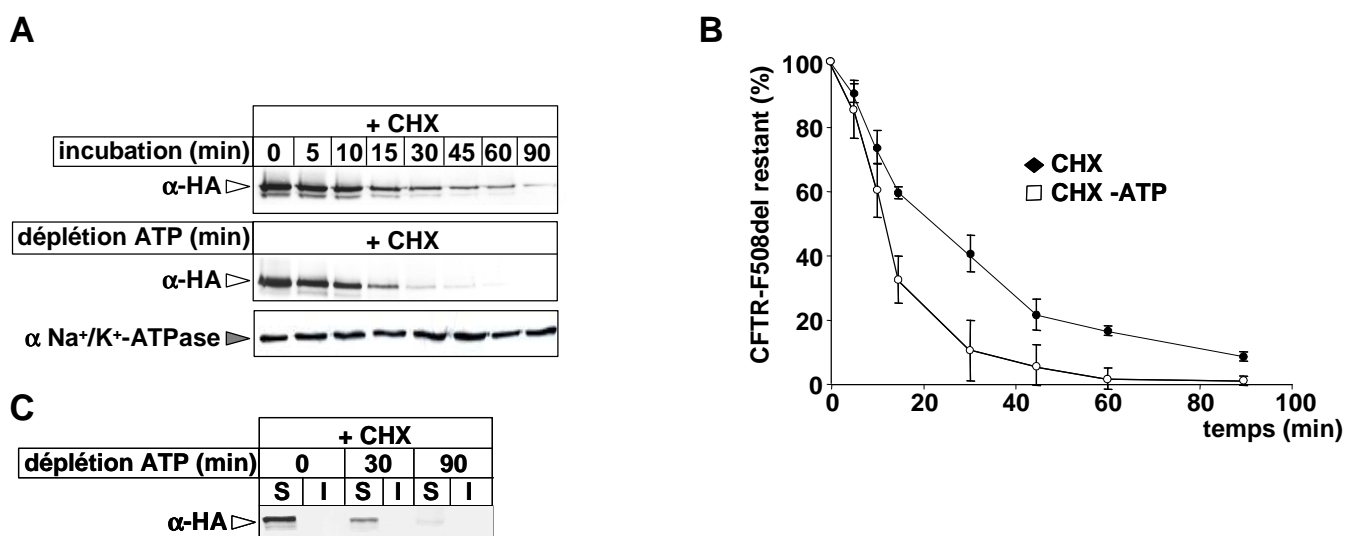 A
+ CHX
incubation (min) 0 5 10 15 30 45 60 90
α-HA
déplétion ATP (min) + CHX
α-HA
α Na⁺/K⁺-ATPase
B
CFTR-F508del restant (%)
100
80
60
40
20
0
CHX
CHX -ATP
0 20 40 60 80 100
temps (min)
C
+ CHX
déplétion ATP (min) 0 30 90
S I S I S I
α-HA